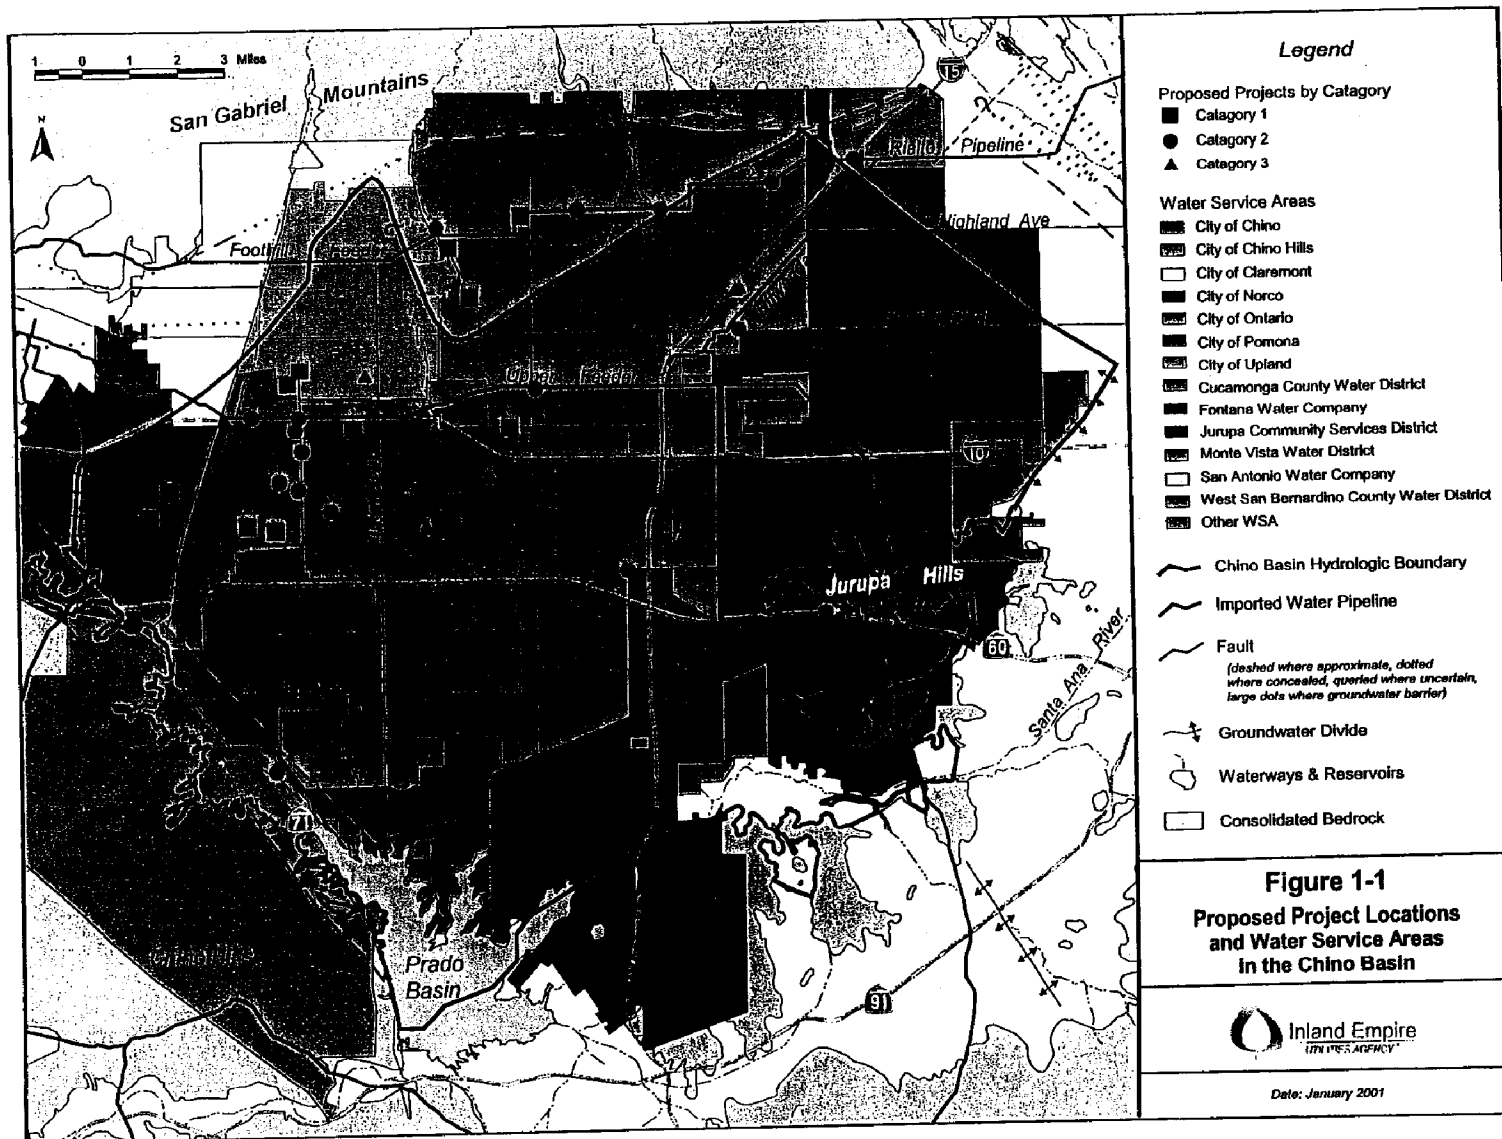 1 0 1 2 3 Miles
San Gabriel Mountains
N
15
Rialto Pipeline
Highland Ave
Upper Feeder
10
Jurupa Hills
60
Santa Ana River
71
Prado
Basin
91
Legend
Proposed Projects by Catagory
Catagory 1
Catagory 2
Catagory 3
Water Service Areas
City of Chino
City of Chino Hills
City of Claremont
City of Norco
City of Ontario
City of Pomona
City of Upland
Cucamonga County Water District
Fontana Water Company
Jurupa Community Services District
Monte Vista Water District
San Antonio Water Company
West San Bernardino County Water District
Other WSA
Chino Basin Hydrologic Boundary
Imported Water Pipeline
Fault
(dashed where approximate, dotted
where concealed, queried where uncertain,
large dots where groundwater barrier)
Groundwater Divide
Waterways & Reservoirs
Consolidated Bedrock
Figure 1-1
Proposed Project Locations
and Water Service Areas
in the Chino Basin
Inland Empire
UTILITIES AGENCY
Date: January 2001